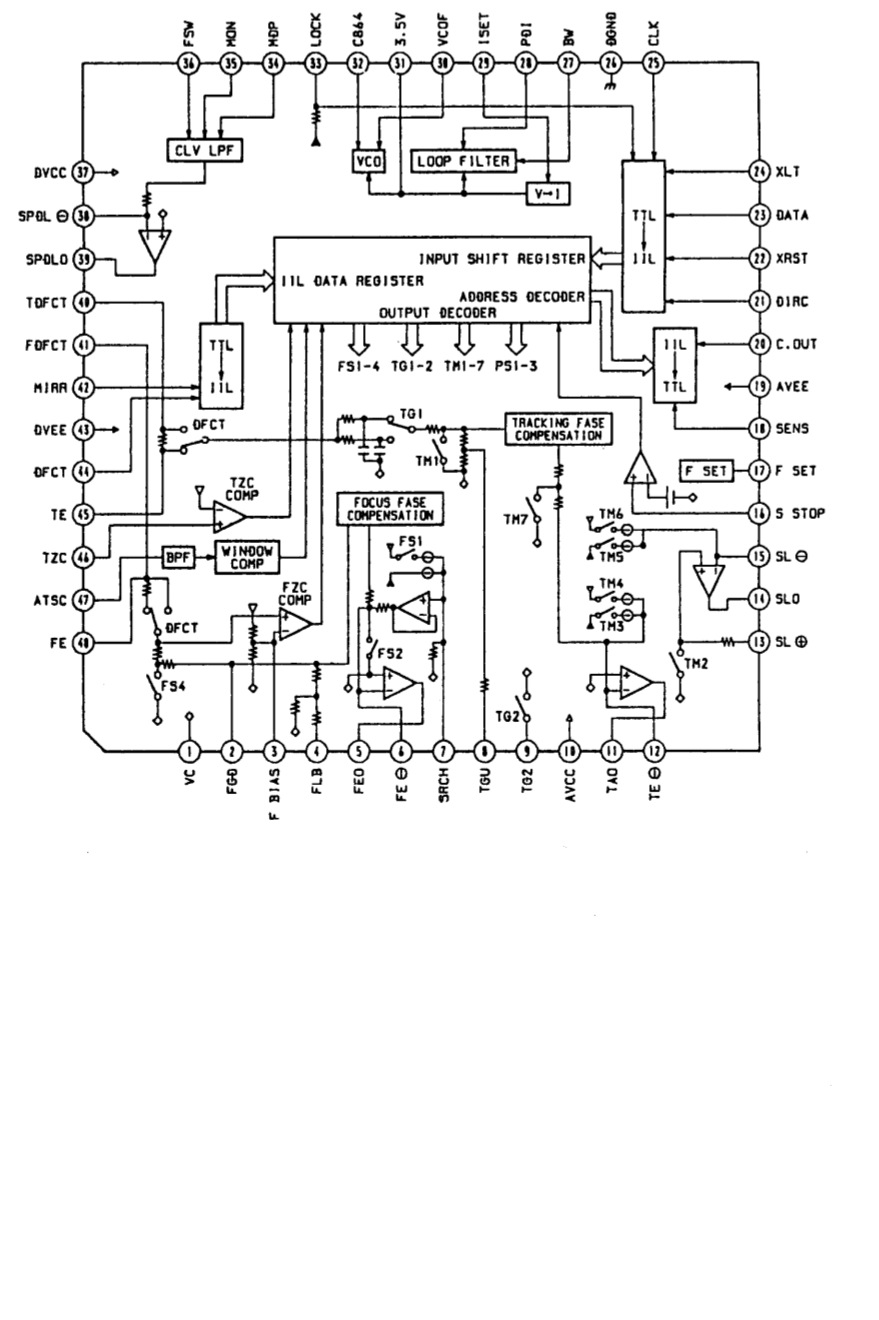 FSW MON MDP LOCK C864 3.5V VCOF ISET PDI BW DGND CLK
36 35 34 33 32 31 30 29 28 27 26 25
CLV LPF
VCO
LOOP FILTER
V→I
DVCC 37
SPDL ⊖ 38
SPDLO 39
TDFCT 40
FDFCT 41
MIRR 42
DVEE 43
DFCT 44
TE 45
TZC 46
ATSC 47
FE 48
24 XLT
23 DATA
22 XRST
21 DIRC
20 C.OUT
19 AVEE
18 SENS
17 F SET
16 S STOP
15 SL ⊖
14 SLO
13 SL ⊕
TTL
IIL
INPUT SHIFT REGISTER
IIL DATA REGISTER
ADDRESS DECODER
OUTPUT DECODER
TTL
IIL
IIL
TTL
FS1-4 TG1-2 TM1-7 PS1-3
DFCT
TG1
TM1
TRACKING FASE
COMPENSATION
F SET
TZC
COMP
FOCUS FASE
COMPENSATION
TM7
TM6
TM5
BPF
WINDOW
COMP
FS1
FZC
COMP
TM4
TM3
DFCT
FS2
TM2
FS4
TG2
1 2 3 4 5 6 7 8 9 10 11 12
VC FGD F BIAS FLB FEO FE ⊖ SRCH TGU TG2 AVCC TAO TE ⊖